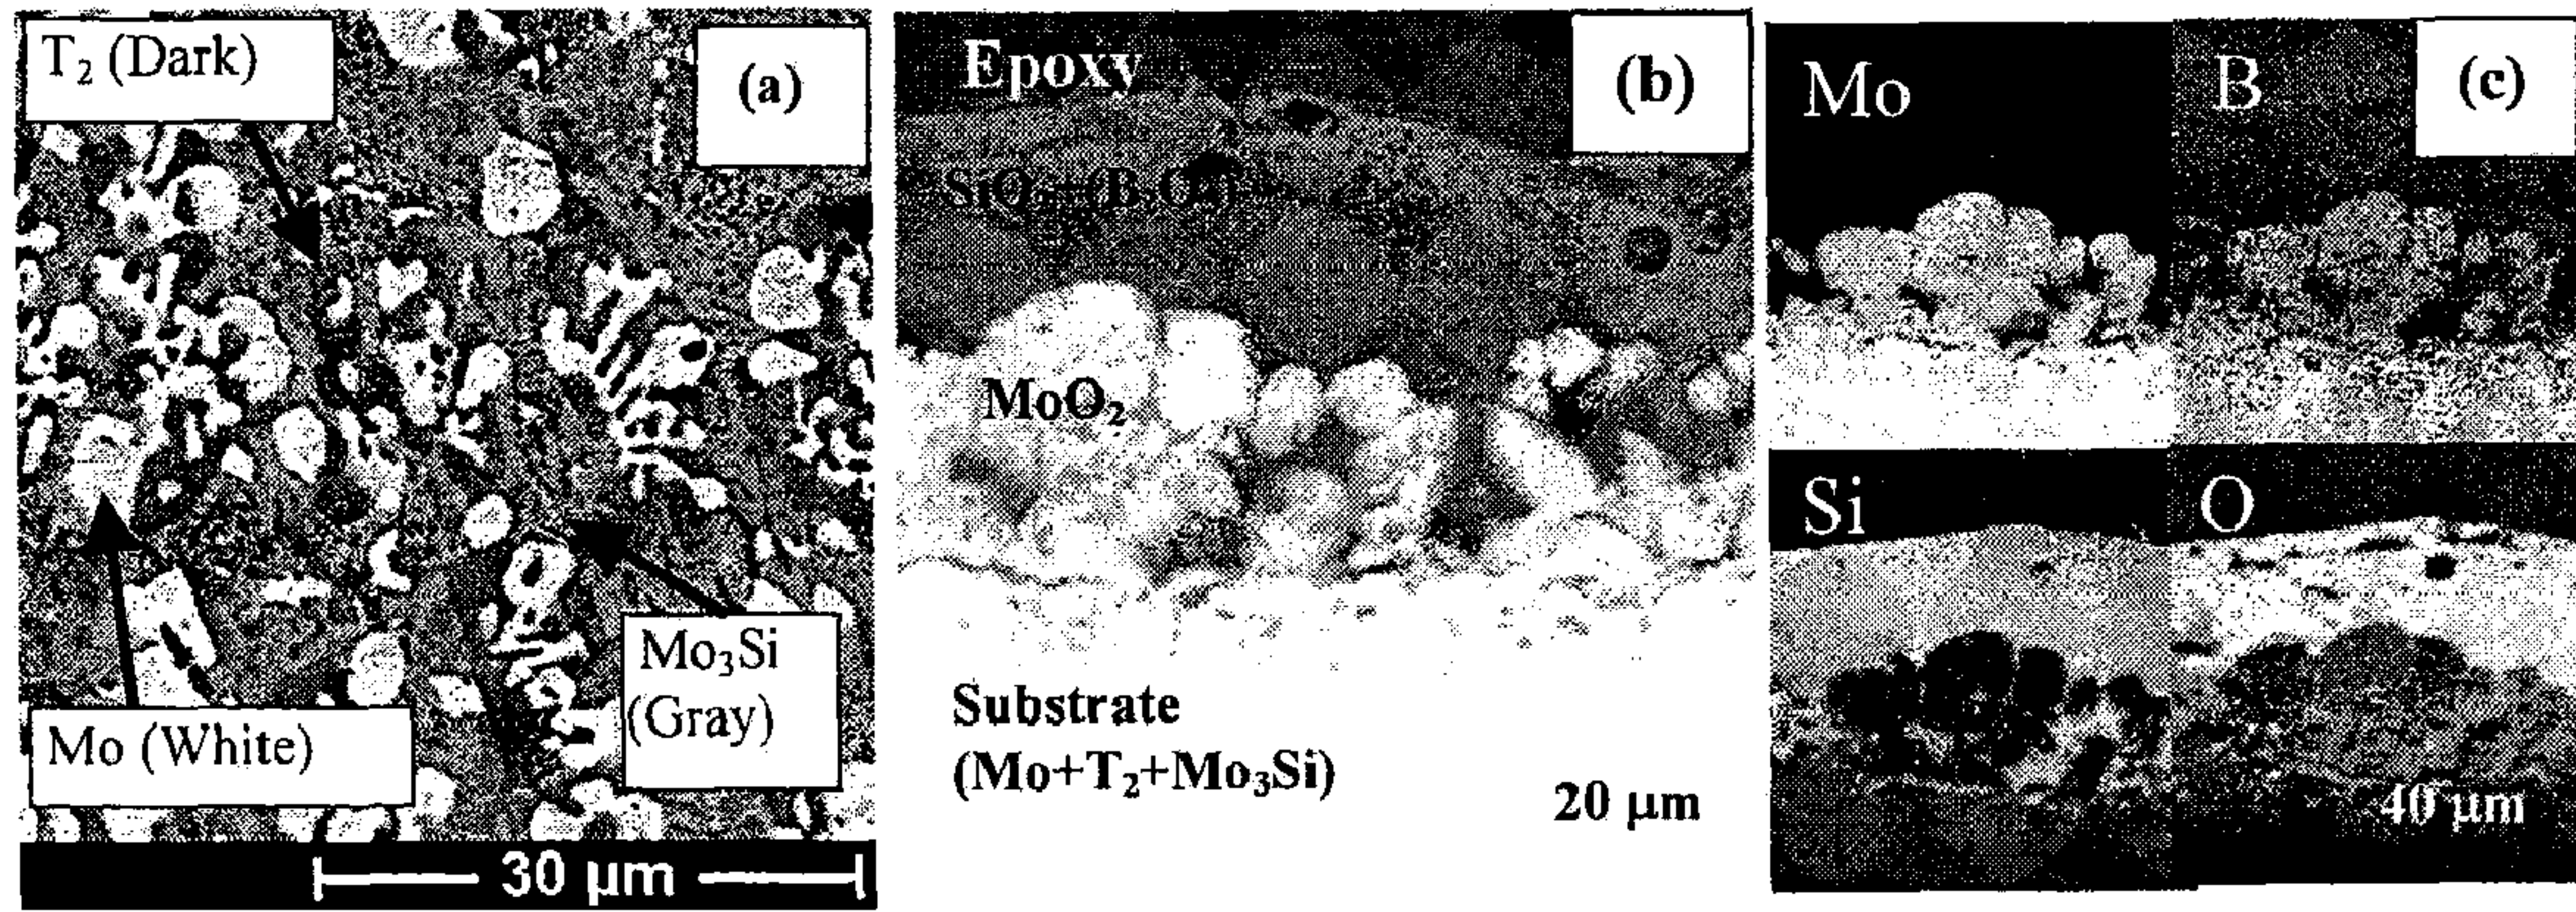 T₂ (Dark)
(a)
Mo (White)
Mo₃Si
(Gray)
30 μm
Epoxy
(b)
MoO₂
Substrate
(Mo+T₂+Mo₃Si)
20 μm
Mo
B
(c)
Si
O
40 μm